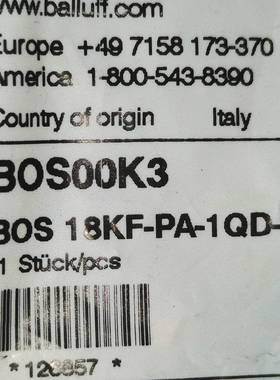 www.balluff.com
Europe +49 7158 173-370
America 1-800-543-8390
Country of origin Italy
BOS00K3
BOS 18KF-PA-1QD-
1 Stück/pcs